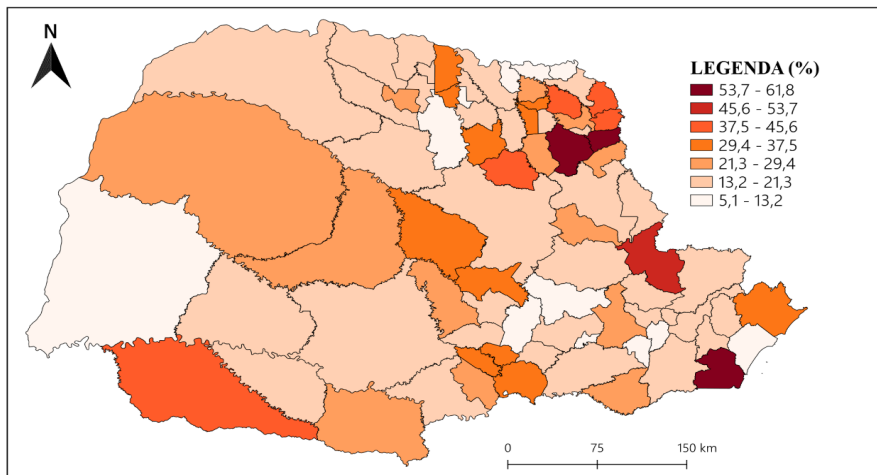 N
LEGENDA (%)
53,7 - 61,8
45,6 - 53,7
37,5 - 45,6
29,4 - 37,5
21,3 - 29,4
13,2 - 21,3
5,1 - 13,2
0 75 150 km